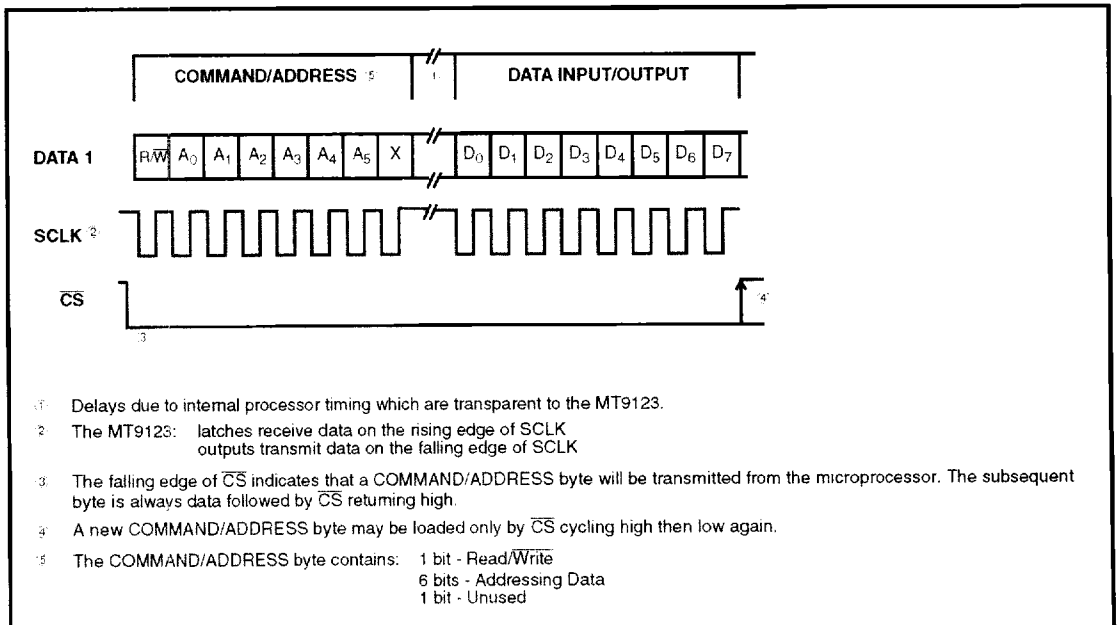 COMMAND/ADDRESS 5 1 DATA INPUT/OUTPUT
DATA 1 R/W̅ A₀ A₁ A₂ A₃ A₄ A₅ X D₀ D₁ D₂ D₃ D₄ D₅ D₆ D₇
SCLK 2
C̅S̅ 3 4
1 Delays due to internal processor timing which are transparent to the MT9123.
2 The MT9123: latches receive data on the rising edge of SCLK
outputs transmit data on the falling edge of SCLK
3 The falling edge of C̅S̅ indicates that a COMMAND/ADDRESS byte will be transmitted from the microprocessor. The subsequent
byte is always data followed by C̅S̅ returning high.
4 A new COMMAND/ADDRESS byte may be loaded only by C̅S̅ cycling high then low again.
5 The COMMAND/ADDRESS byte contains: 1 bit - Read/W̅r̅i̅t̅e̅
6 bits - Addressing Data
1 bit - Unused